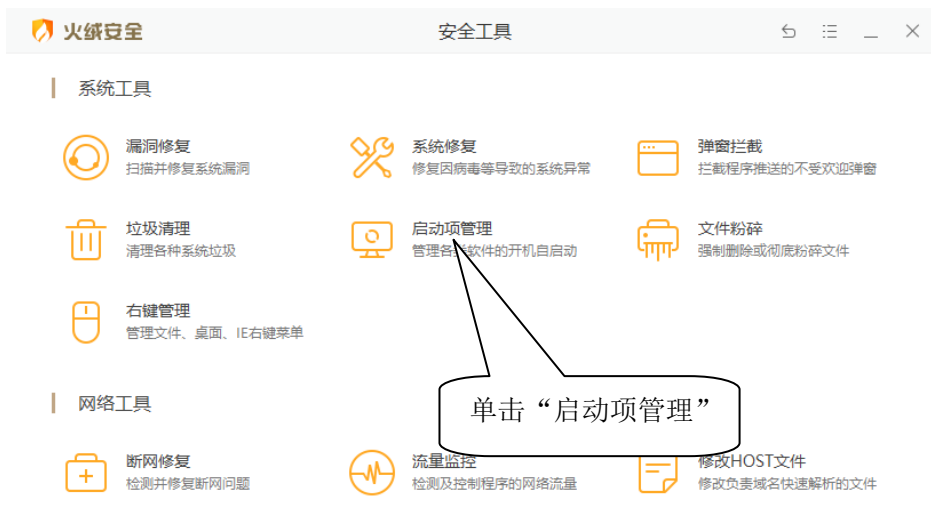 火绒安全
安全工具
系统工具
漏洞修复
扫描并修复系统漏洞
系统修复
修复因病毒等导致的系统异常
弹窗拦截
拦截程序推送的不受欢迎弹窗
垃圾清理
清理各种系统垃圾
启动项管理
管理各类软件的开机自启动
文件粉碎
强制删除或彻底粉碎文件
右键管理
管理文件、桌面、IE右键菜单
单击“启动项管理”
网络工具
断网修复
检测并修复断网问题
流量监控
检测及控制程序的网络流量
修改HOST文件
修改负责域名快速解析的文件